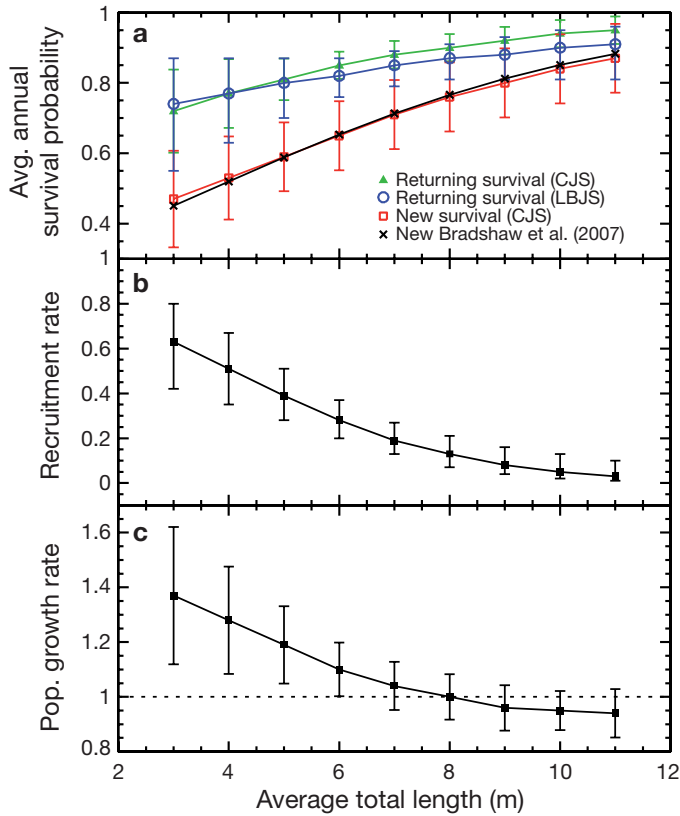 a
Avg. annual
survival probability
1
0.8
0.6
0.4
Returning survival (CJS)
Returning survival (LBJS)
New survival (CJS)
New Bradshaw et al. (2007)
b
Recruitment rate
1
0.8
0.6
0.4
0.2
0
c
Pop. growth rate
1.6
1.4
1.2
1
0.8
2 4 6 8 10 12
Average total length (m)